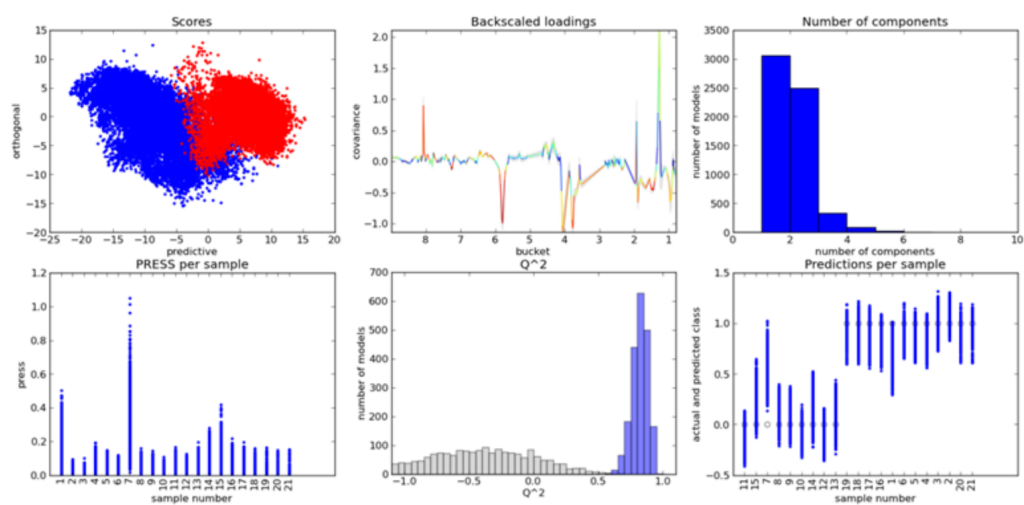 Scores
15
10
5
0
−5
−10
−15
−20
orthogonal
−25 −20 −15 −10 −5 0 5 10 15 20
predictive
Backscaled loadings
2.0
1.5
1.0
0.5
0.0
−0.5
−1.0
covariance
8 7 6 5 4 3 2 1
bucket
Number of components
3500
3000
2500
2000
1500
1000
500
0
number of models
0 2 4 6 8 10
number of components
PRESS per sample
1.2
1.0
0.8
0.6
0.4
0.2
0.0
press
1 2 3 4 5 6 7 8 9 10 11 12 13 14 15 16 17 18 19 20 21
sample number
Q^2
700
600
500
400
300
200
100
0
number of models
−1.0 −0.5 0.0 0.5 1.0
Q^2
Predictions per sample
1.5
1.0
0.5
0.0
−0.5
actual and predicted class
11 15 7 8 9 10 14 12 13 19 18 17 16 1 6 5 4 3 2 20 21
sample number